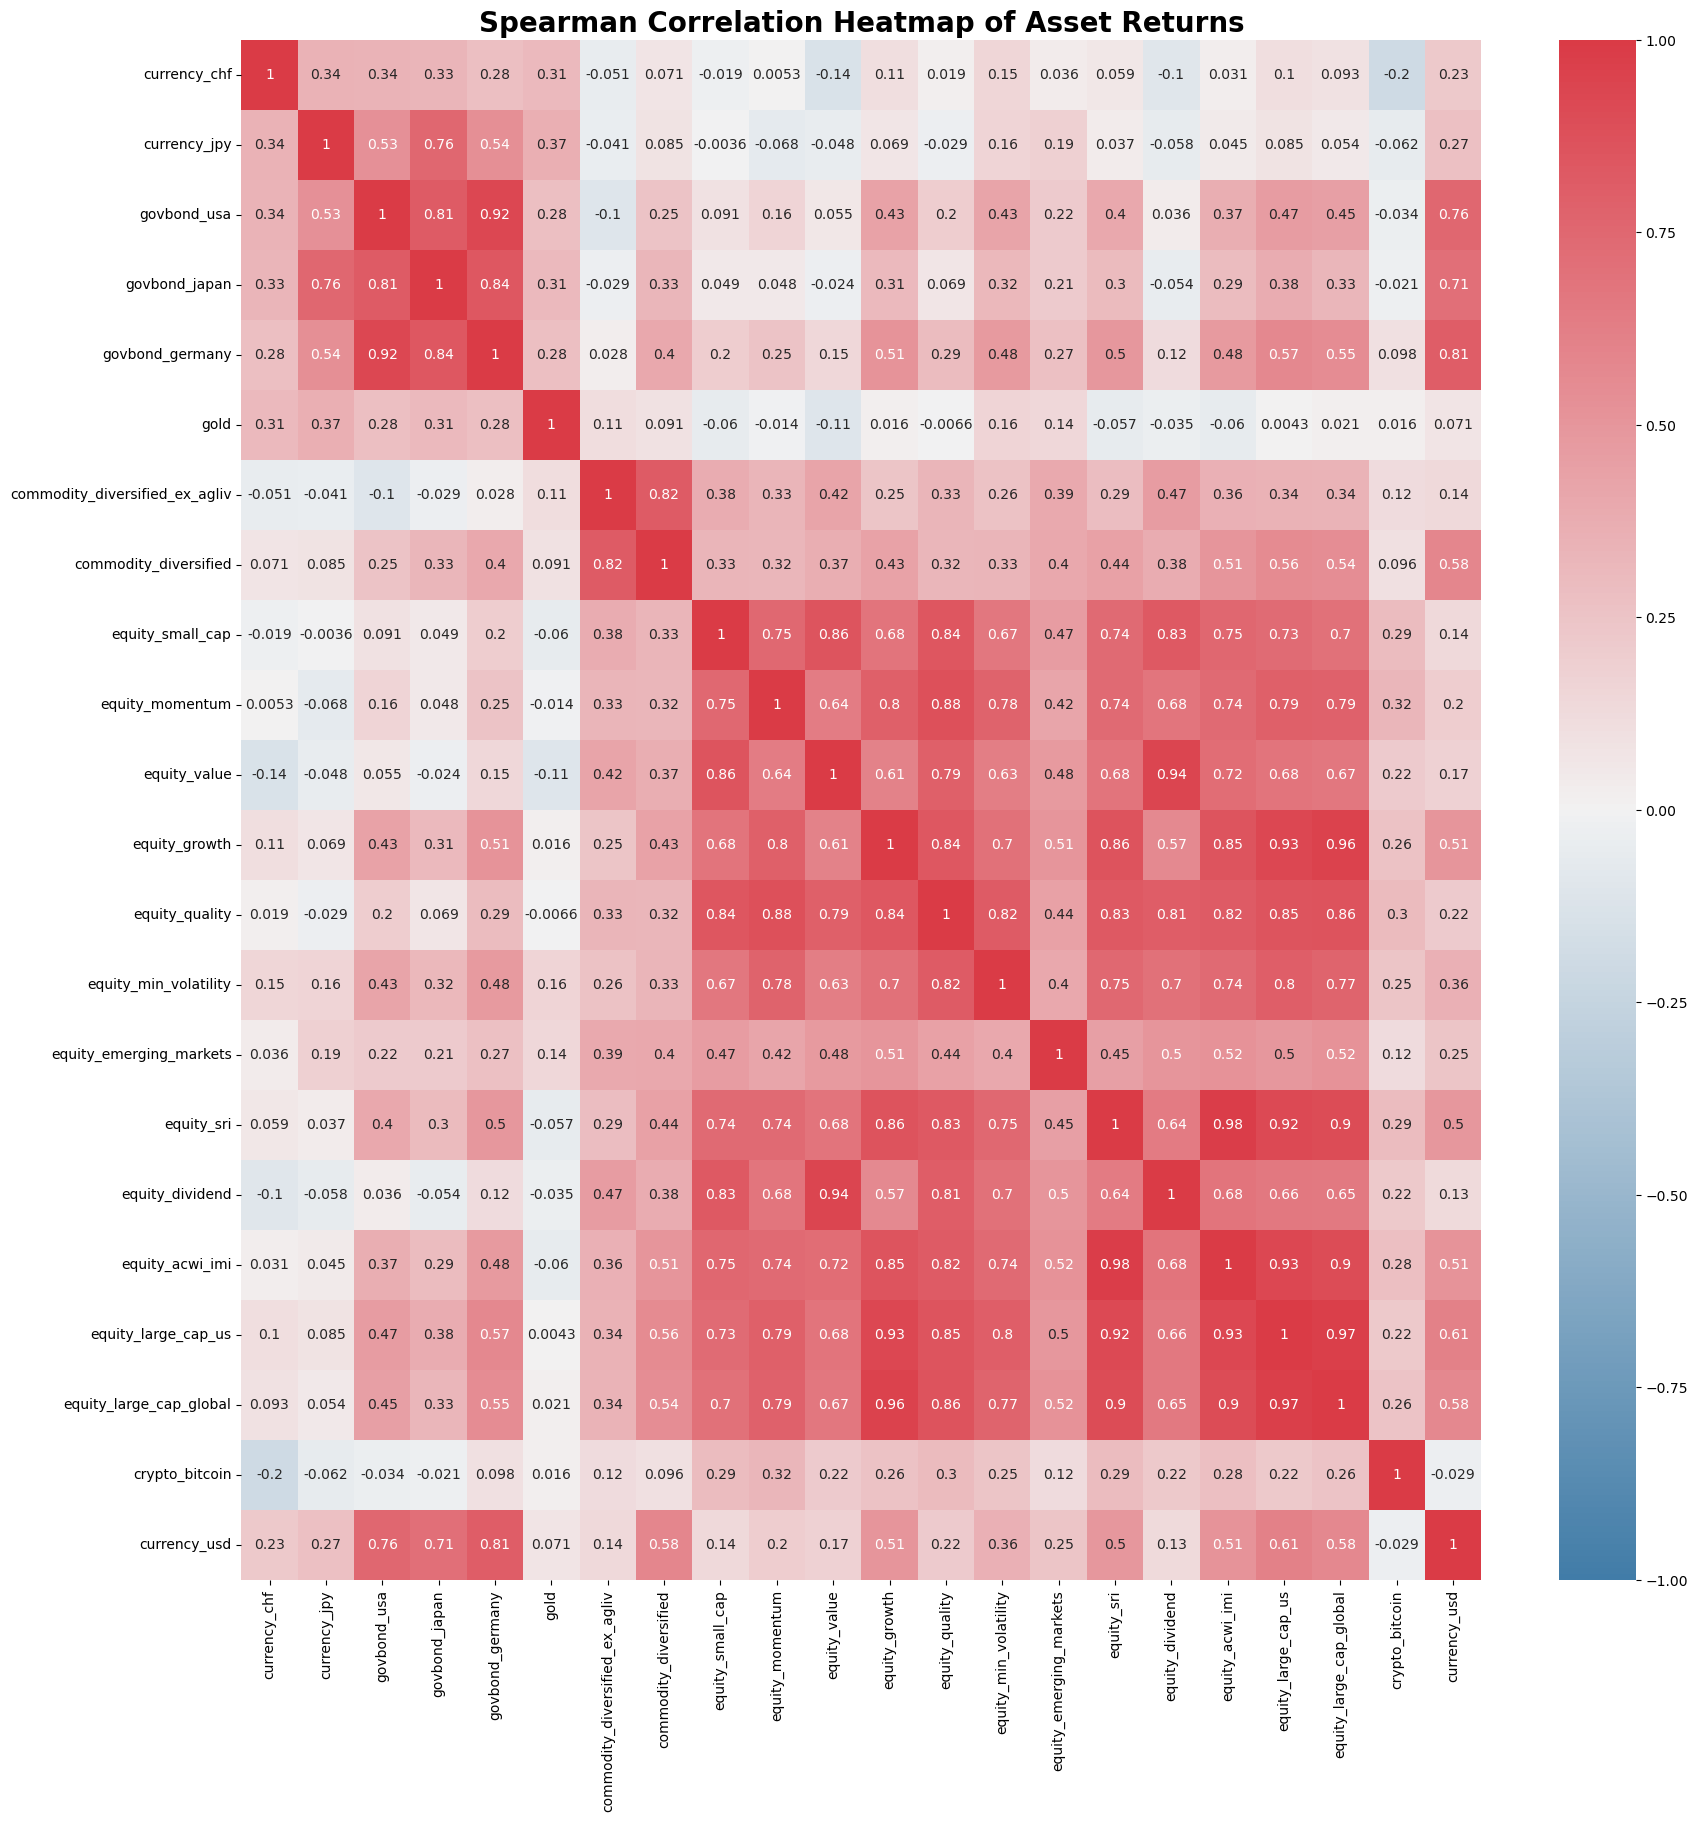 Spearman Correlation Heatmap of Asset Returns
currency_chf 1 0.34 0.34 0.33 0.28 0.31 -0.051 0.071 -0.019 0.0053 -0.14 0.11 0.019 0.15 0.036 0.059 -0.1 0.031 0.1 0.093 -0.2 0.23
currency_jpy 0.34 1 0.53 0.76 0.54 0.37 -0.041 0.085 -0.0036 -0.068 -0.048 0.069 -0.029 0.16 0.19 0.037 -0.058 0.045 0.085 0.054 -0.062 0.27
govbond_usa 0.34 0.53 1 0.81 0.92 0.28 -0.1 0.25 0.091 0.16 0.055 0.43 0.2 0.43 0.22 0.4 0.036 0.37 0.47 0.45 -0.034 0.76
govbond_japan 0.33 0.76 0.81 1 0.84 0.31 -0.029 0.33 0.049 0.048 -0.024 0.31 0.069 0.32 0.21 0.3 -0.054 0.29 0.38 0.33 -0.021 0.71
govbond_germany 0.28 0.54 0.92 0.84 1 0.28 0.028 0.4 0.2 0.25 0.15 0.51 0.29 0.48 0.27 0.5 0.12 0.48 0.57 0.55 0.098 0.81
gold 0.31 0.37 0.28 0.31 0.28 1 0.11 0.091 -0.06 -0.014 -0.11 0.016 -0.0066 0.16 0.14 -0.057 -0.035 -0.06 0.0043 0.021 0.016 0.071
commodity_diversified_ex_agliv -0.051 -0.041 -0.1 -0.029 0.028 0.11 1 0.82 0.38 0.33 0.42 0.25 0.33 0.26 0.39 0.29 0.47 0.36 0.34 0.34 0.12 0.14
commodity_diversified 0.071 0.085 0.25 0.33 0.4 0.091 0.82 1 0.33 0.32 0.37 0.43 0.32 0.33 0.4 0.44 0.38 0.51 0.56 0.54 0.096 0.58
equity_small_cap -0.019 -0.0036 0.091 0.049 0.2 -0.06 0.38 0.33 1 0.75 0.86 0.68 0.84 0.67 0.47 0.74 0.83 0.75 0.73 0.7 0.29 0.14
equity_momentum 0.0053 -0.068 0.16 0.048 0.25 -0.014 0.33 0.32 0.75 1 0.64 0.8 0.88 0.78 0.42 0.74 0.68 0.74 0.79 0.79 0.32 0.2
equity_value -0.14 -0.048 0.055 -0.024 0.15 -0.11 0.42 0.37 0.86 0.64 1 0.61 0.79 0.63 0.48 0.68 0.94 0.72 0.68 0.67 0.22 0.17
equity_growth 0.11 0.069 0.43 0.31 0.51 0.016 0.25 0.43 0.68 0.8 0.61 1 0.84 0.7 0.51 0.86 0.57 0.85 0.93 0.96 0.26 0.51
equity_quality 0.019 -0.029 0.2 0.069 0.29 -0.0066 0.33 0.32 0.84 0.88 0.79 0.84 1 0.82 0.44 0.83 0.81 0.82 0.85 0.86 0.3 0.22
equity_min_volatility 0.15 0.16 0.43 0.32 0.48 0.16 0.26 0.33 0.67 0.78 0.63 0.7 0.82 1 0.4 0.75 0.7 0.74 0.8 0.77 0.25 0.36
equity_emerging_markets 0.036 0.19 0.22 0.21 0.27 0.14 0.39 0.4 0.47 0.42 0.48 0.51 0.44 0.4 1 0.45 0.5 0.52 0.5 0.52 0.12 0.25
equity_sri 0.059 0.037 0.4 0.3 0.5 -0.057 0.29 0.44 0.74 0.74 0.68 0.86 0.83 0.75 0.45 1 0.64 0.98 0.92 0.9 0.29 0.5
equity_dividend -0.1 -0.058 0.036 -0.054 0.12 -0.035 0.47 0.38 0.83 0.68 0.94 0.57 0.81 0.7 0.5 0.64 1 0.68 0.66 0.65 0.22 0.13
equity_acwi_imi 0.031 0.045 0.37 0.29 0.48 -0.06 0.36 0.51 0.75 0.74 0.72 0.85 0.82 0.74 0.52 0.98 0.68 1 0.93 0.9 0.28 0.51
equity_large_cap_us 0.1 0.085 0.47 0.38 0.57 0.0043 0.34 0.56 0.73 0.79 0.68 0.93 0.85 0.8 0.5 0.92 0.66 0.93 1 0.97 0.22 0.61
equity_large_cap_global 0.093 0.054 0.45 0.33 0.55 0.021 0.34 0.54 0.7 0.79 0.67 0.96 0.86 0.77 0.52 0.9 0.65 0.9 0.97 1 0.26 0.58
crypto_bitcoin -0.2 -0.062 -0.034 -0.021 0.098 0.016 0.12 0.096 0.29 0.32 0.22 0.26 0.3 0.25 0.12 0.29 0.22 0.28 0.22 0.26 1 -0.029
currency_usd 0.23 0.27 0.76 0.71 0.81 0.071 0.14 0.58 0.14 0.2 0.17 0.51 0.22 0.36 0.25 0.5 0.13 0.51 0.61 0.58 -0.029 1
currency_chf
currency_jpy
govbond_usa
govbond_japan
govbond_germany
gold
commodity_diversified_ex_agliv
commodity_diversified
equity_small_cap
equity_momentum
equity_value
equity_growth
equity_quality
equity_min_volatility
equity_emerging_markets
equity_sri
equity_dividend
equity_acwi_imi
equity_large_cap_us
equity_large_cap_global
crypto_bitcoin
currency_usd
1.00
0.75
0.50
0.25
0.00
−0.25
−0.50
−0.75
−1.00